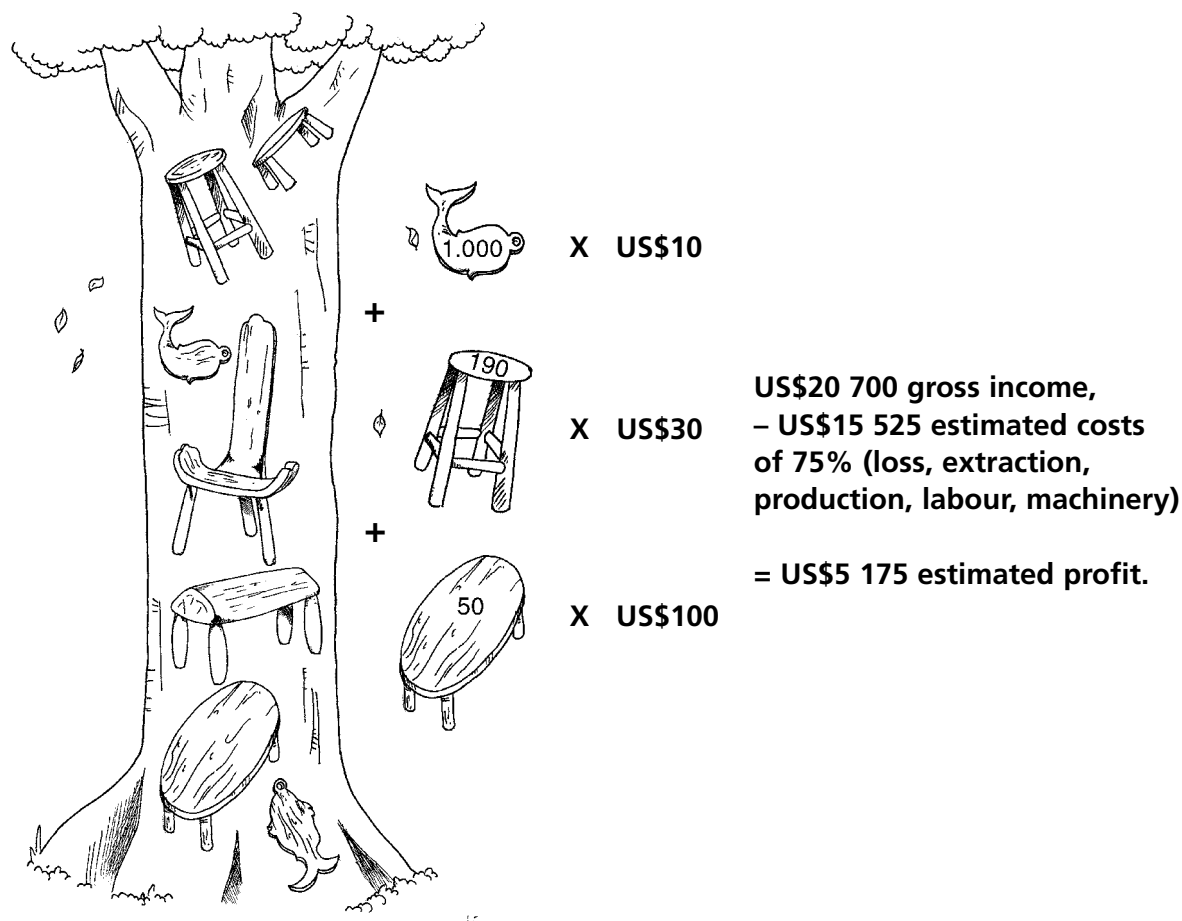 1.000 X US$10
+
190 X US$30
+
50 X US$100
US$20 700 gross income,
– US$15 525 estimated costs
of 75% (loss, extraction,
production, labour, machinery)
= US$5 175 estimated profit.